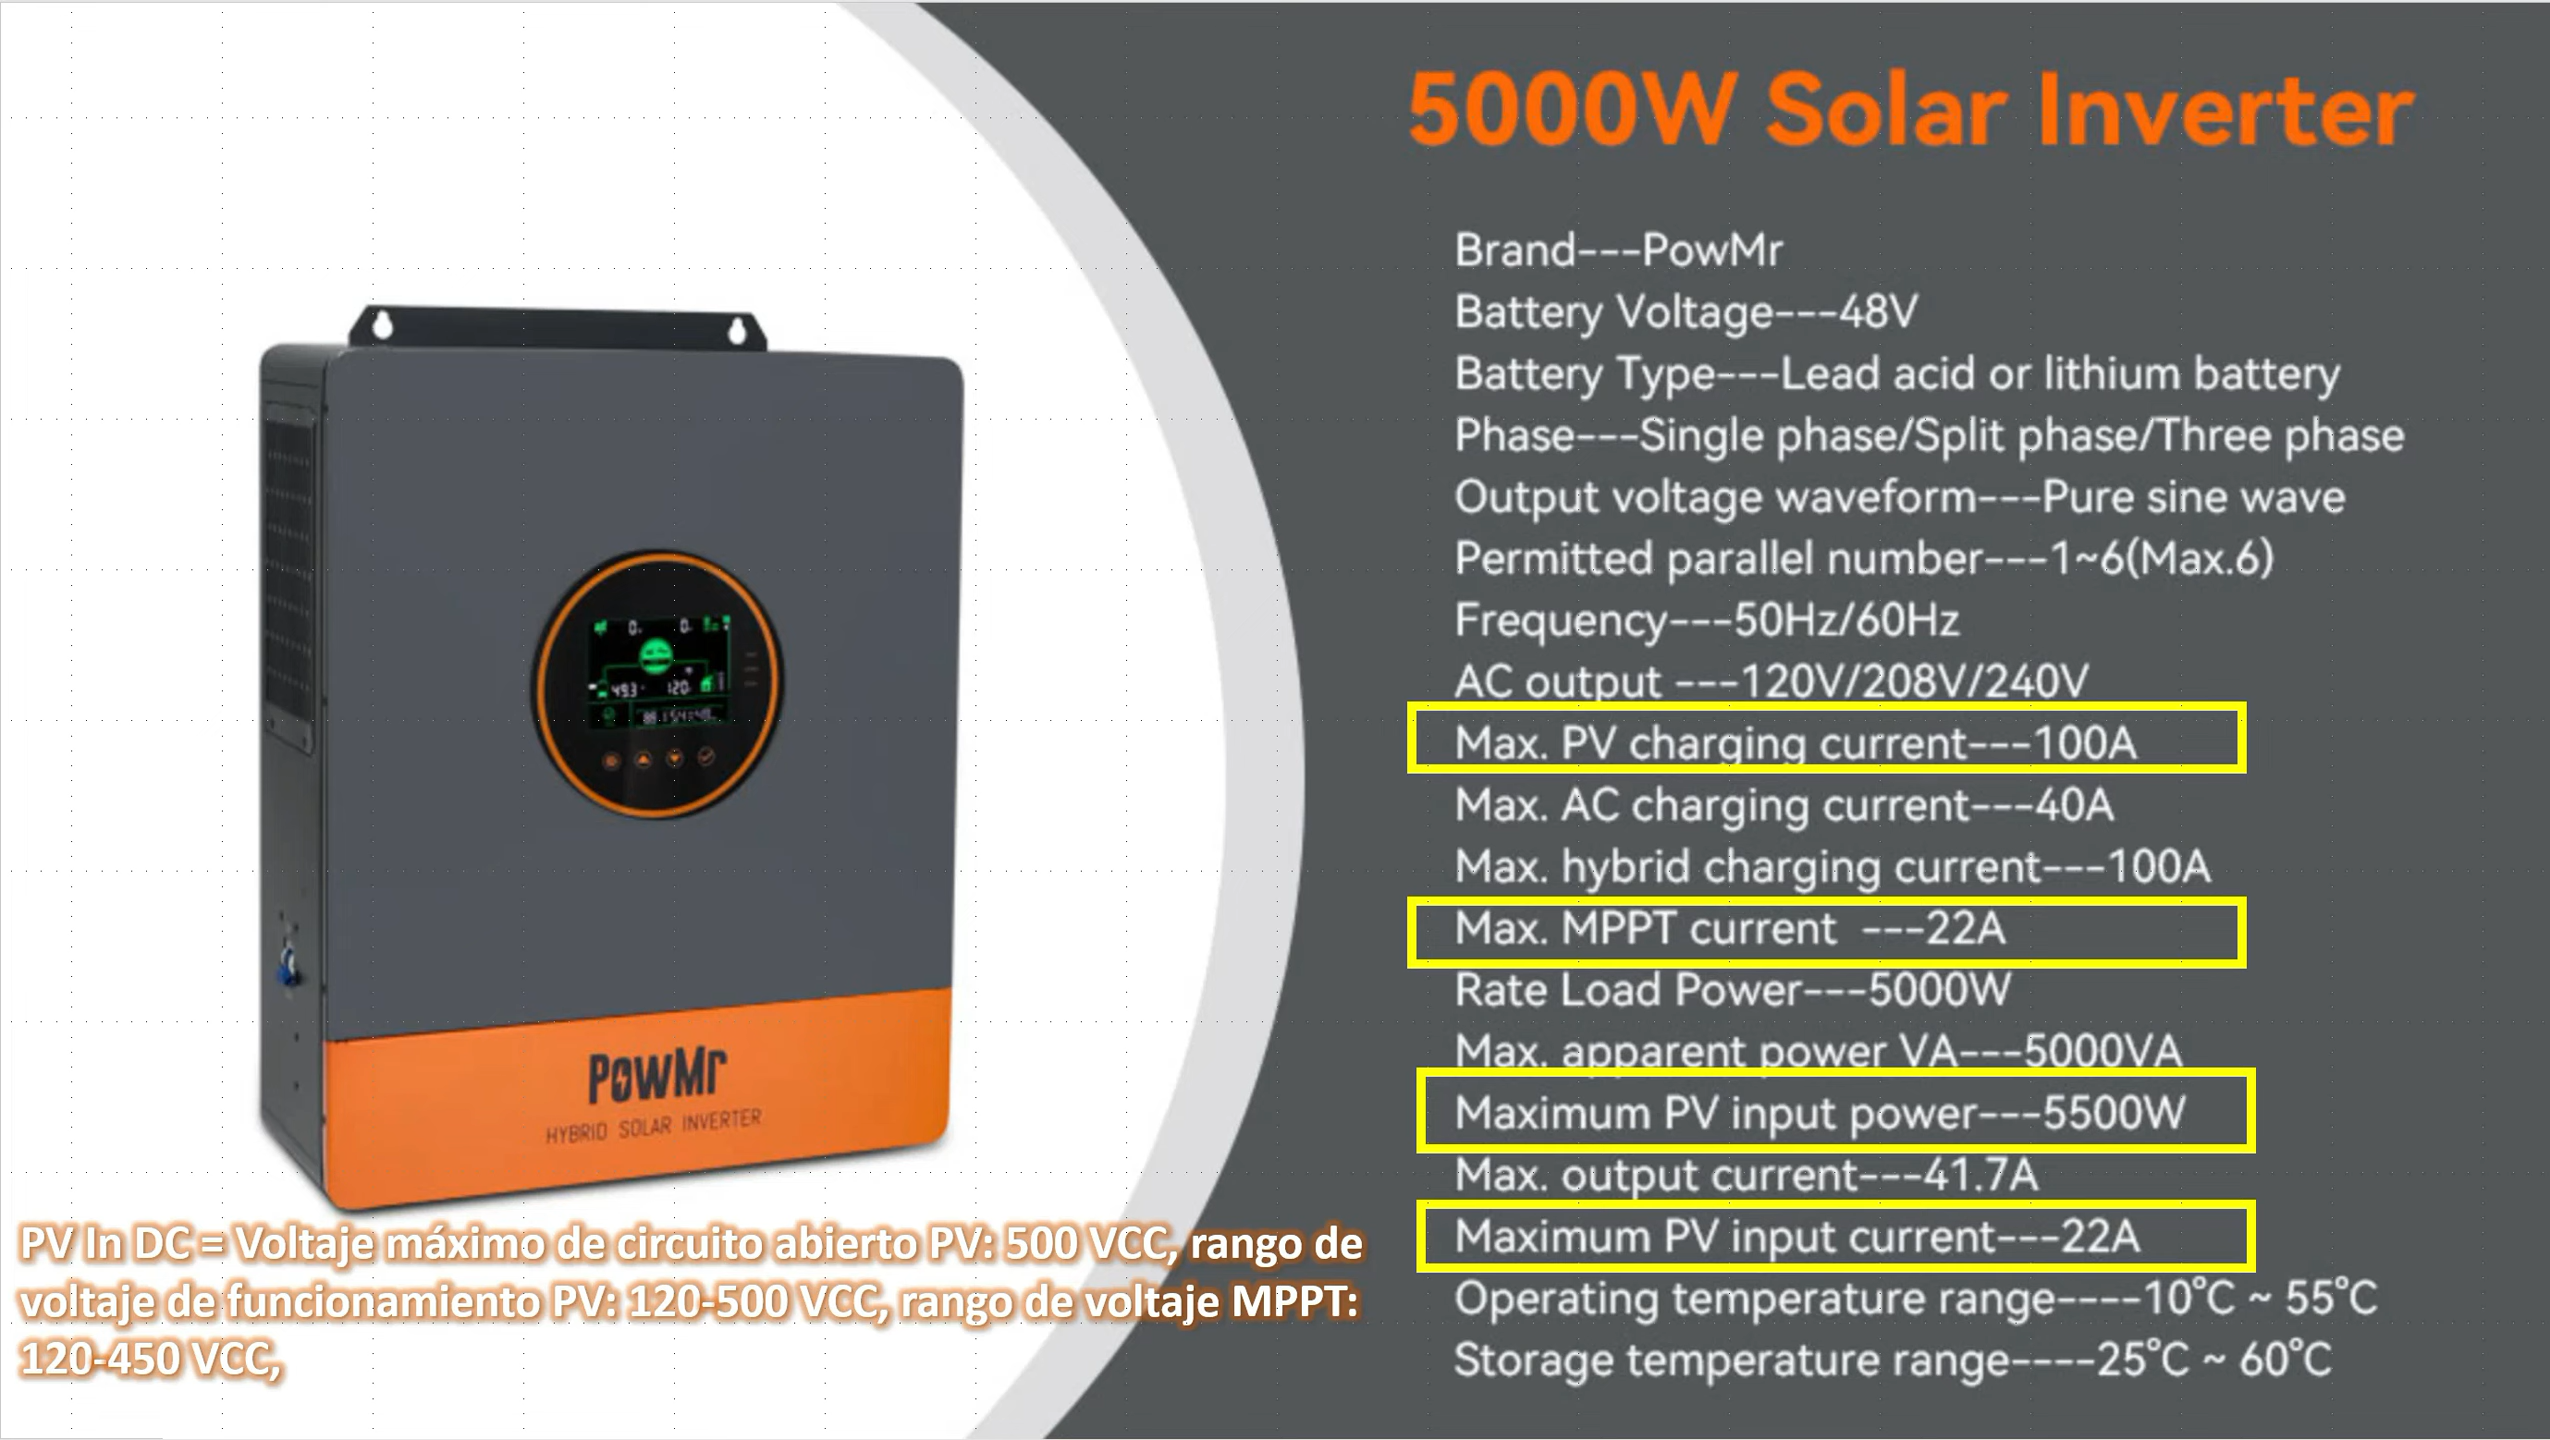 5000W Solar Inverter
Brand---PowMr
Battery Voltage---48V
Battery Type---Lead acid or lithium battery
Phase---Single phase/Split phase/Three phase
Output voltage waveform---Pure sine wave
Permitted parallel number---1~6(Max.6)
Frequency---50Hz/60Hz
AC output ---120V/208V/240V
Max. PV charging current---100A
Max. AC charging current---40A
Max. hybrid charging current---100A
Max. MPPT current ---22A
Rate Load Power---5000W
Max. apparent power VA---5000VA
Maximum PV input power---5500W
Max. output current---41.7A
Maximum PV input current---22A
Operating temperature range----10°C ~ 55°C
Storage temperature range----25°C ~ 60°C
0
0
49.3
120
PowMr
HYBRID SOLAR INVERTER
PV In DC = Voltaje máximo de circuito abierto PV: 500 VCC, rango de
voltaje de funcionamiento PV: 120-500 VCC, rango de voltaje MPPT:
120-450 VCC,